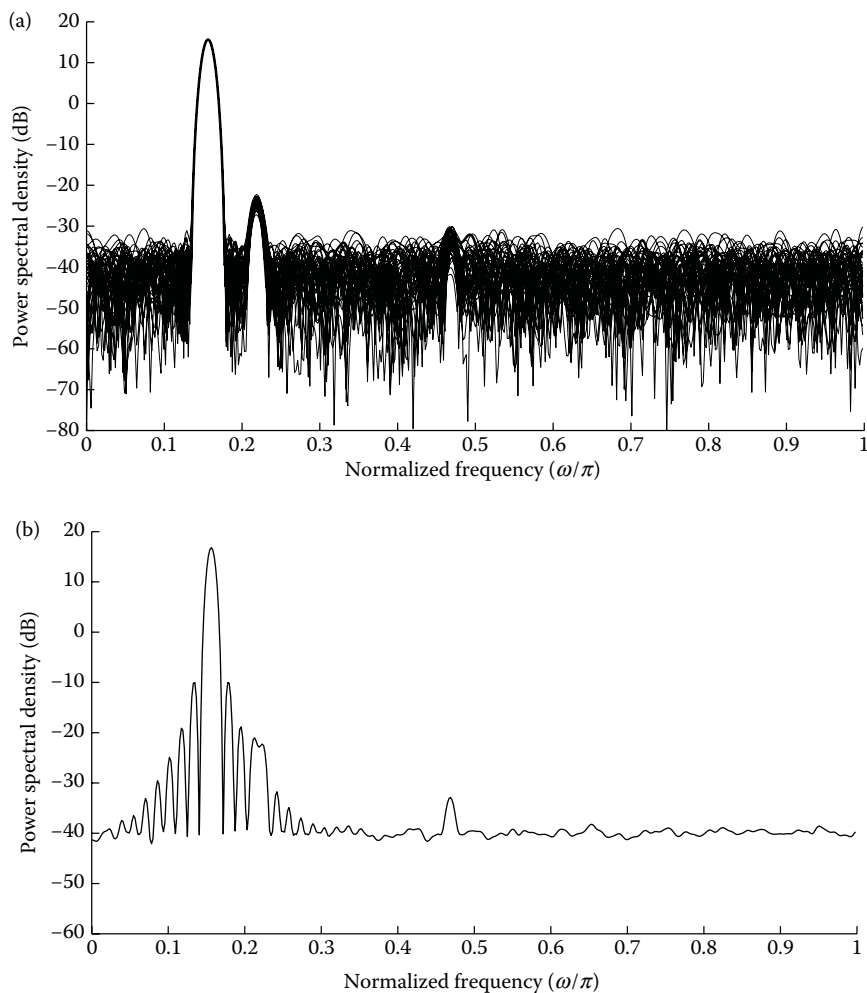 (a)
20
10
0
−10
−20
−30
−40
−50
−60
−70
−80
Power spectral density (dB)
0 0.1 0.2 0.3 0.4 0.5 0.6 0.7 0.8 0.9 1
Normalized frequency (ω/π)
(b)
20
10
0
−10
−20
−30
−40
−50
−60
Power spectral density (dB)
0 0.1 0.2 0.3 0.4 0.5 0.6 0.7 0.8 0.9 1
Normalized frequency (ω/π)